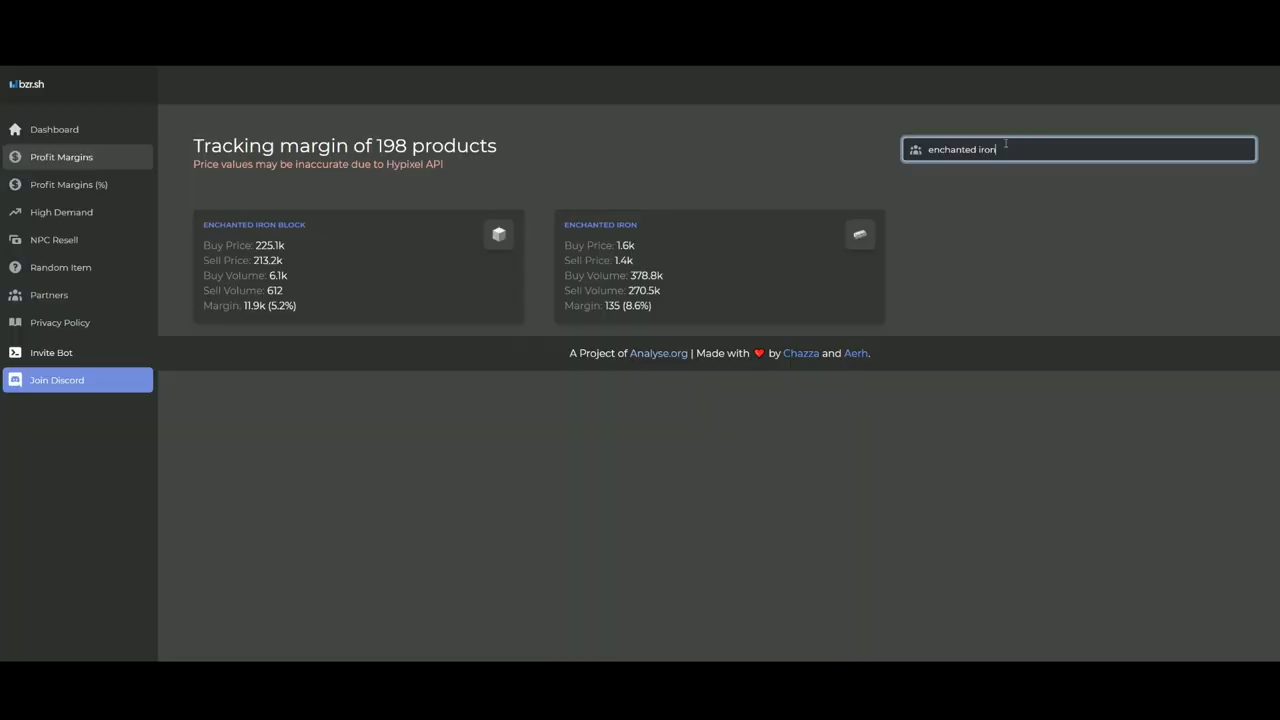 bzr.sh
Dashboard
Profit Margins
Profit Margins (%)
High Demand
NPC Resell
Random Item
Partners
Privacy Policy
Invite Bot
Join Discord
Tracking margin of 198 products
Price values may be inaccurate due to Hypixel API
enchanted iron
ENCHANTED IRON BLOCK
Buy Price: 225.1k
Sell Price: 213.2k
Buy Volume: 6.1k
Sell Volume: 612
Margin: 11.9k (5.2%)
ENCHANTED IRON
Buy Price: 1.6k
Sell Price: 1.4k
Buy Volume: 378.8k
Sell Volume: 270.5k
Margin: 135 (8.6%)
A Project of Analyse.org | Made with ❤ by Chazza and Aerh.